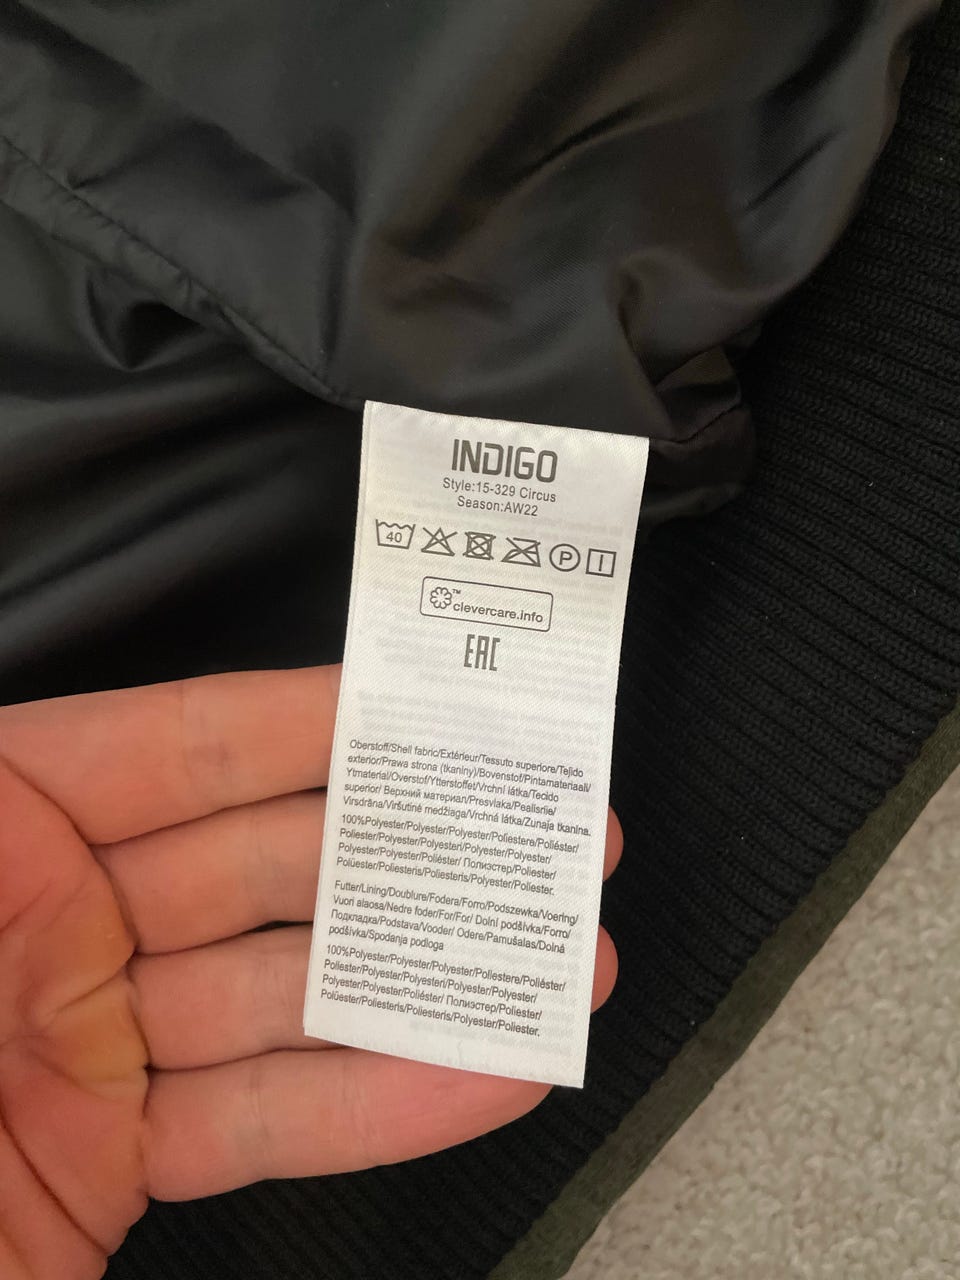 INDIGO
Style:15-329 Circus
Season:AW22
40 P
clevercare.info
EAC
Oberstoff/Shell fabric/Extérieur/Tessuto superiore/Tejido
exterior/Prawa strona (tkaniny)/Bovenstof/Pintamateriaali/
Ytmaterial/Overstof/Ytterstoffet/Vrchní látka/Tecido
superior/ Верхний материал/Presvlaka/Pealisriie/
Virsdrāna/Viršutinė medžiaga/Vrchná látka/Zunaja tkanina.
100%Polyester/Polyester/Polyester/Poliestere/Poliéster/
Poliester/Polyester/Polyesteri/Polyester/Polyester/
Polyester/Polyester/Poliéster/ Полиэстер/Poliester/
Polüester/Poliesteris/Poliesteris/Polyester/Poliester.
Futter/Lining/Doublure/Fodera/Forro/Podszewka/Voering/
Vuori alaosa/Nedre foder/For/For/ Dolní podšívka/Forro/
Подкладка/Podstava/Vooder/ Odere/Pamušalas/Dolná
podšívka/Spodanja podloga
100%Polyester/Polyester/Polyester/Poliestere/Poliéster/
Poliester/Polyester/Polyesteri/Polyester/Polyester/
Polyester/Polyester/Poliéster/ Полиэстер/Poliester/
Polüester/Poliesteris/Poliesteris/Polyester/Poliester.